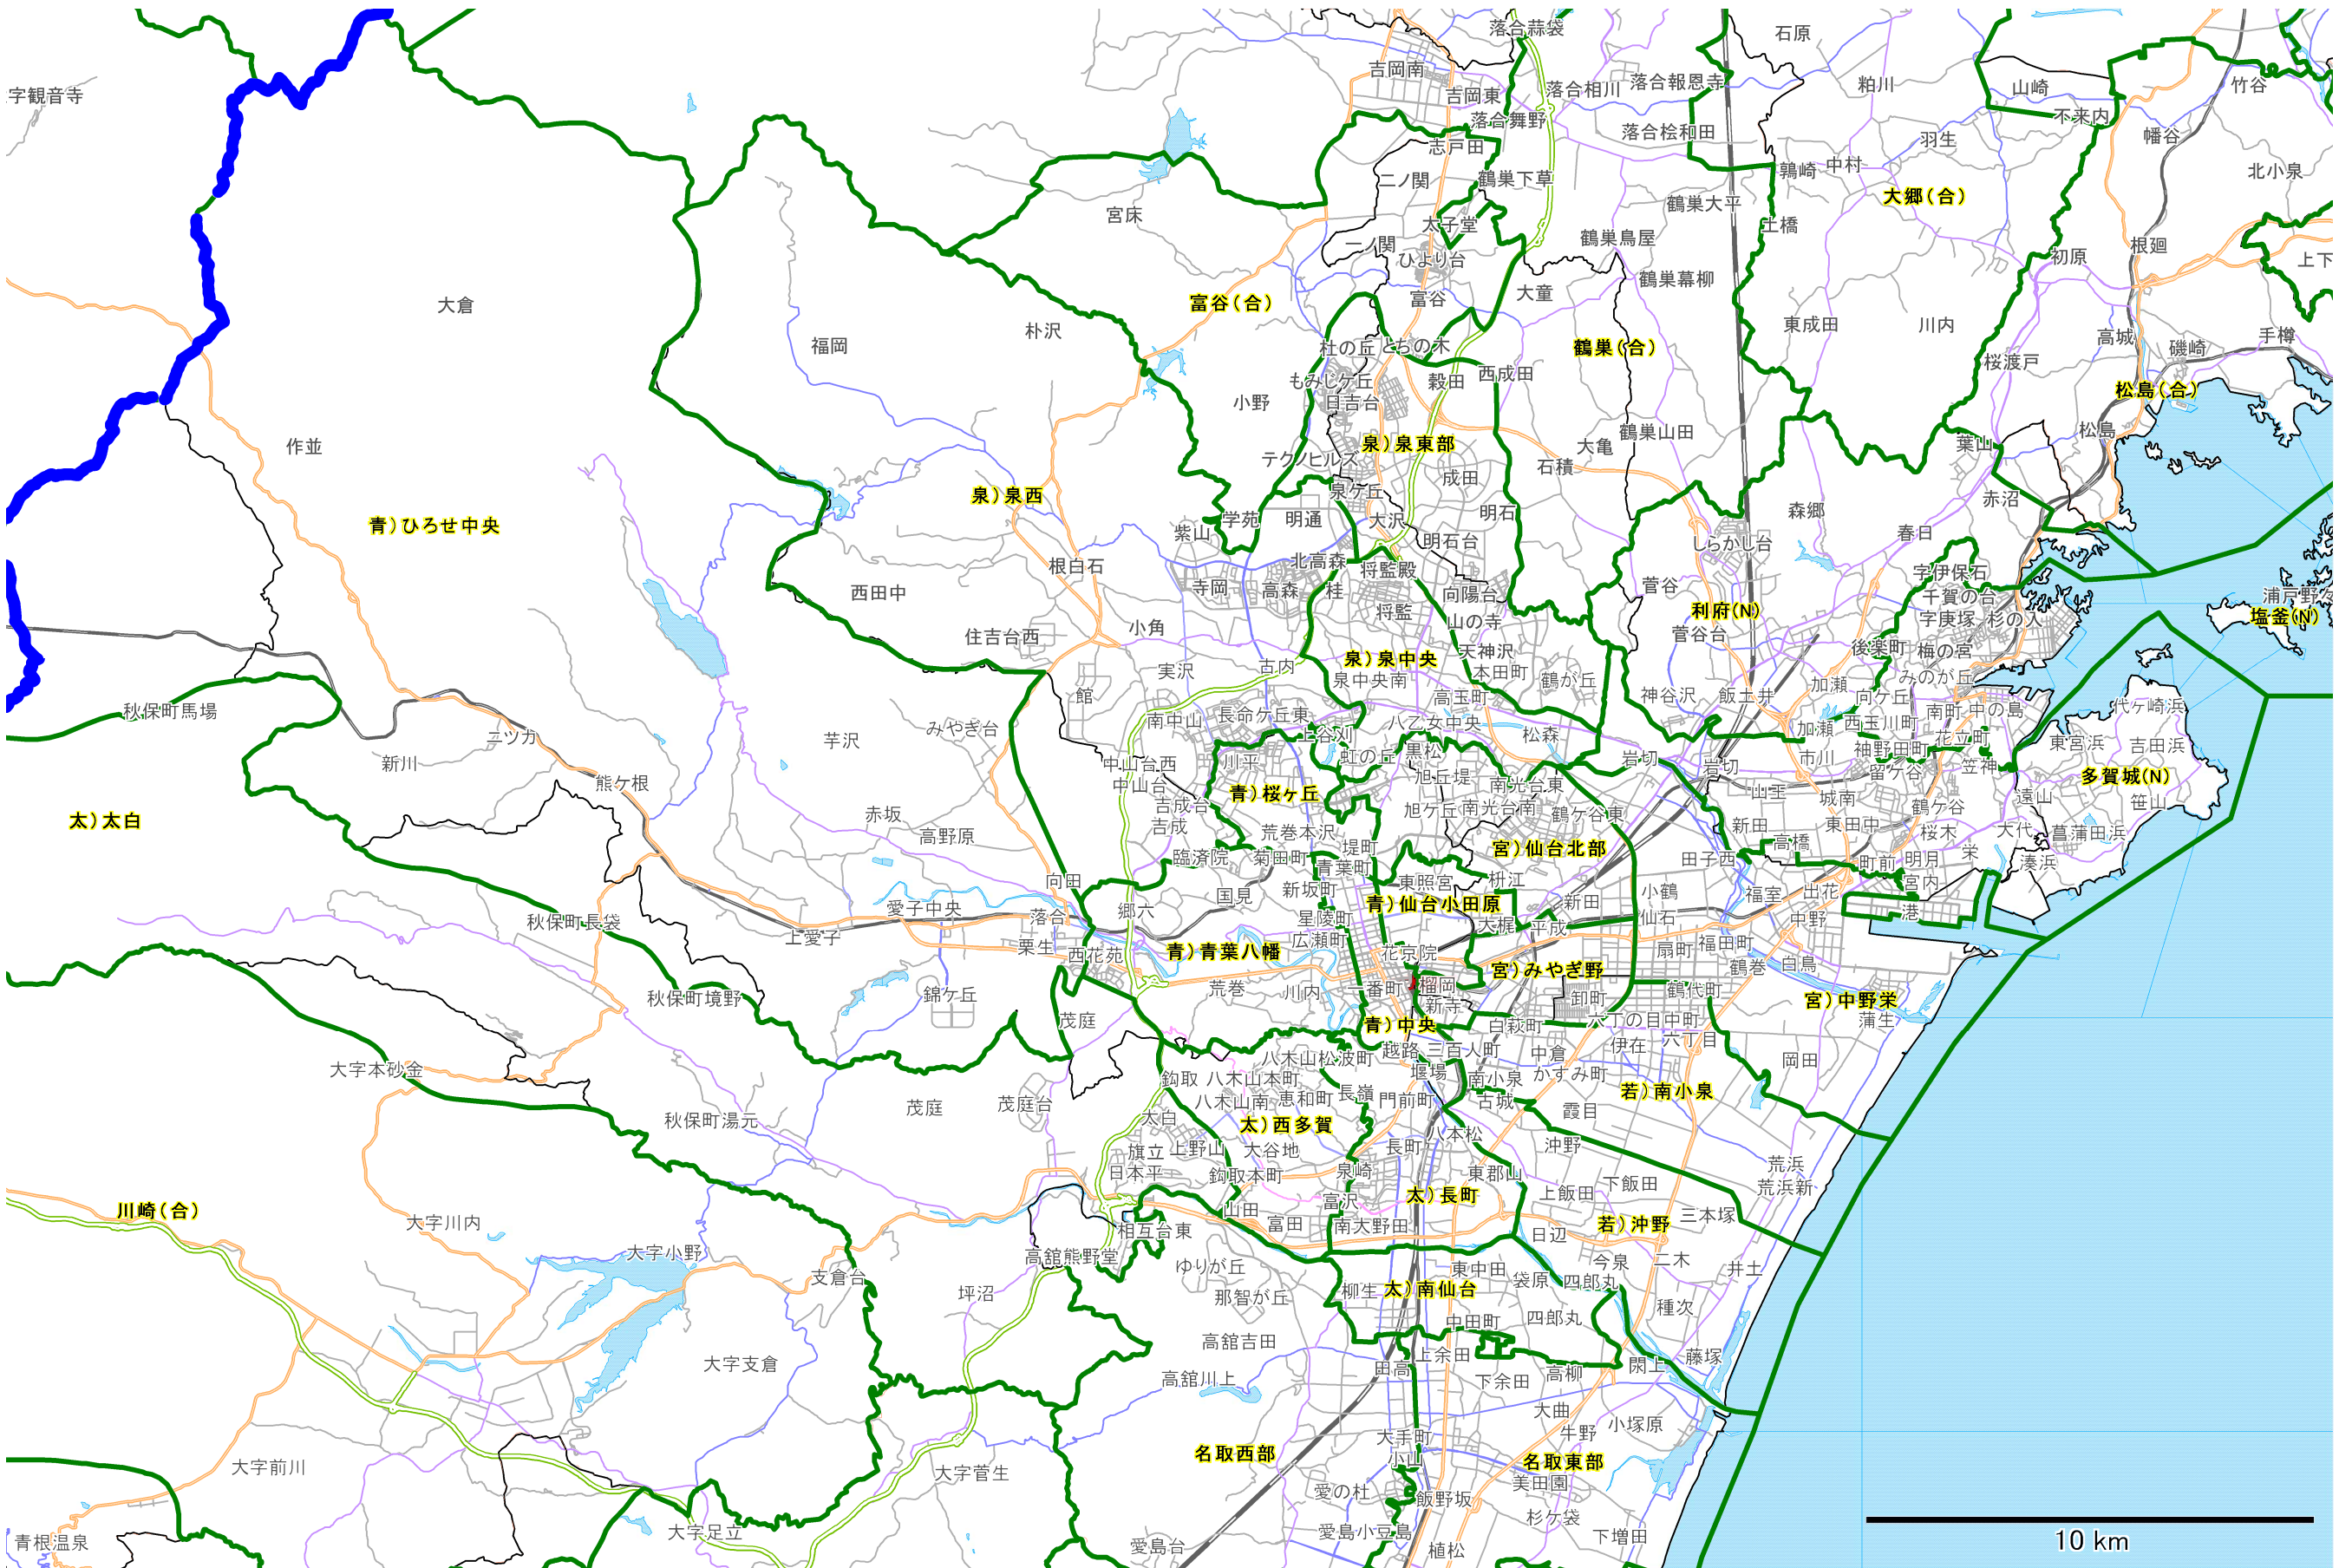 落合蒜袋
石原
吉岡南
字観音寺
吉岡東
落合相川
落合報恩寺
粕川
山崎
竹谷
落合舞野
落合桧和田
不来内
幡谷
羽生
志戸田
二ノ関
鶴巣下草
鶉崎
中村
北小泉
大郷(合)
宮床
鶴巣大平
土橋
太子堂
一ノ関
ひより台
鶴巣鳥屋
根廻
初原
上下
鶴巣幕柳
大倉
富谷(合)
富谷
大童
朴沢
福岡
東成田
川内
高城
手樽
杜の丘
とちの木
鶴巣(合)
磯崎
桜渡戸
もみじケ丘
穀田
西成田
松島(合)
小野
日吉台
作並
泉)泉東部
大亀
鶴巣山田
葉山
松島
テクノヒルズ
石積
成田
泉)泉西
泉ケ丘
赤沼
青)ひろせ中央
学苑
明通
大沢
明石
森郷
紫山
春日
明石台
しらかし台
根白石
北高森
将監殿
字伊保石
寺岡
高森
桂
向陽台
菅谷
千賀の台
浦戸野々
西田中
将監
利府(N)
塩釜(N)
字庚塚
杉の入
山の寺
住吉台西
小角
菅谷台
後楽町
梅の宮
泉)泉中央
天神沢
古内
実沢
本田町
鶴が丘
泉中央南
みのが丘
加瀬
館
高玉町
神谷沢
飯土井
向ケ丘
秋保町馬場
南中山
長命ケ丘東
南町
中の島
代ヶ崎浜
八乙女中央
西玉川町
みやぎ台
加瀬
ニツカ
芋沢
上谷刈
松森
花立町
東宮浜
吉田浜
虹の丘
黒松
袖野田町
新川
中山台西
川平
岩切
岩切
市川
笠神
旭丘堤
留ケ谷
多賀城(N)
熊ケ根
中山台
南光台東
青)桜ヶ丘
山王
城南
遠山
笹山
吉成台
旭ケ丘
南光台南
鶴ケ谷
赤坂
鶴ケ谷東
太)太白
吉成
新田
東田中
荒巻本沢
桜木
大代
菖蒲田浜
高野原
高橋
宮)仙台北部
堤町
臨済院
菊田町
青葉町
田子西
町前
明月
栄
湊浜
向田
東照宮
枡江
新坂町
国見
小鶴
福室
出花
宮内
新田
愛子中央
青)仙台小田原
郷六
落合
星陵町
仙石
中野
港
秋保町長袋
大梶
平成
上愛子
広瀬町
栗生
青)青葉八幡
扇町
福田町
西花苑
花京院
鶴巻
白鳥
宮)みやぎ野
荒巻
川内
一番町
榴岡
錦ケ丘
秋保町境野
卸町
鶴代町
宮)中野栄
新寺
茂庭
青)中央
白萩町
六丁の目中町
蒲生
八木山松波町
越路
三百人町
中倉
伊在
六丁目
岡田
大字本砂金
堰場
鈎取
八木山本町
南小泉
かすみ町
若)南小泉
茂庭
茂庭台
八木山南
恵和町
長嶺
門前町
古城
霞目
太白
秋保町湯元
太)西多賀
八本松
沖野
旗立
上野山
大谷地
長町
荒浜
日本平
鈎取本町
泉崎
東郡山
下飯田
荒浜新
太)長町
上飯田
富沢
川崎(合)
山田
三本塚
大字川内
富田
南大野田
若)沖野
相互台東
日辺
大字小野
高舘熊野堂
今泉
二木
ゆりが丘
東中田
井土
支倉台
袋原
四郎丸
坪沼
那智が丘
柳生
太)南仙台
種次
中田町
四郎丸
高舘吉田
大字支倉
上余田
閖上
藤塚
田高
高柳
高舘川上
下余田
大曲
小塚原
大手町
牛野
名取西部
小山
名取東部
大字前川
大字菅生
美田園
愛の杜
飯野坂
杉ケ袋
大字足立
愛島小豆島
下増田
青根温泉
愛島台
植松
10 km